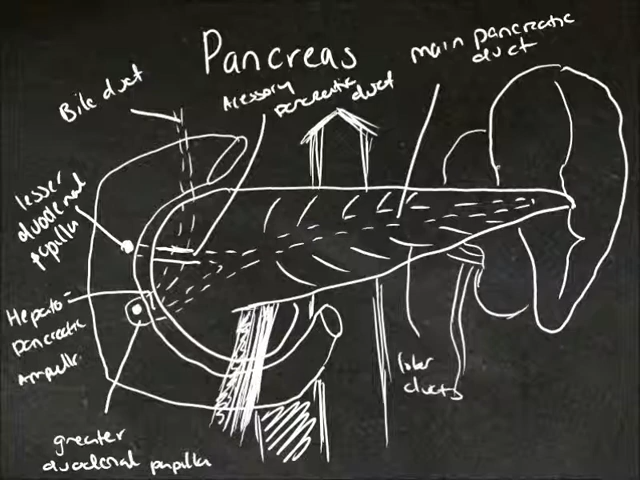 Pancreas
main pancreatic
duct
Bile duct
Acessory
pancreatic duct
lesser
duodenal
papilla
Hepato-
pancreatic
Ampulla
lobar
ducts
greater
duodenal papilla